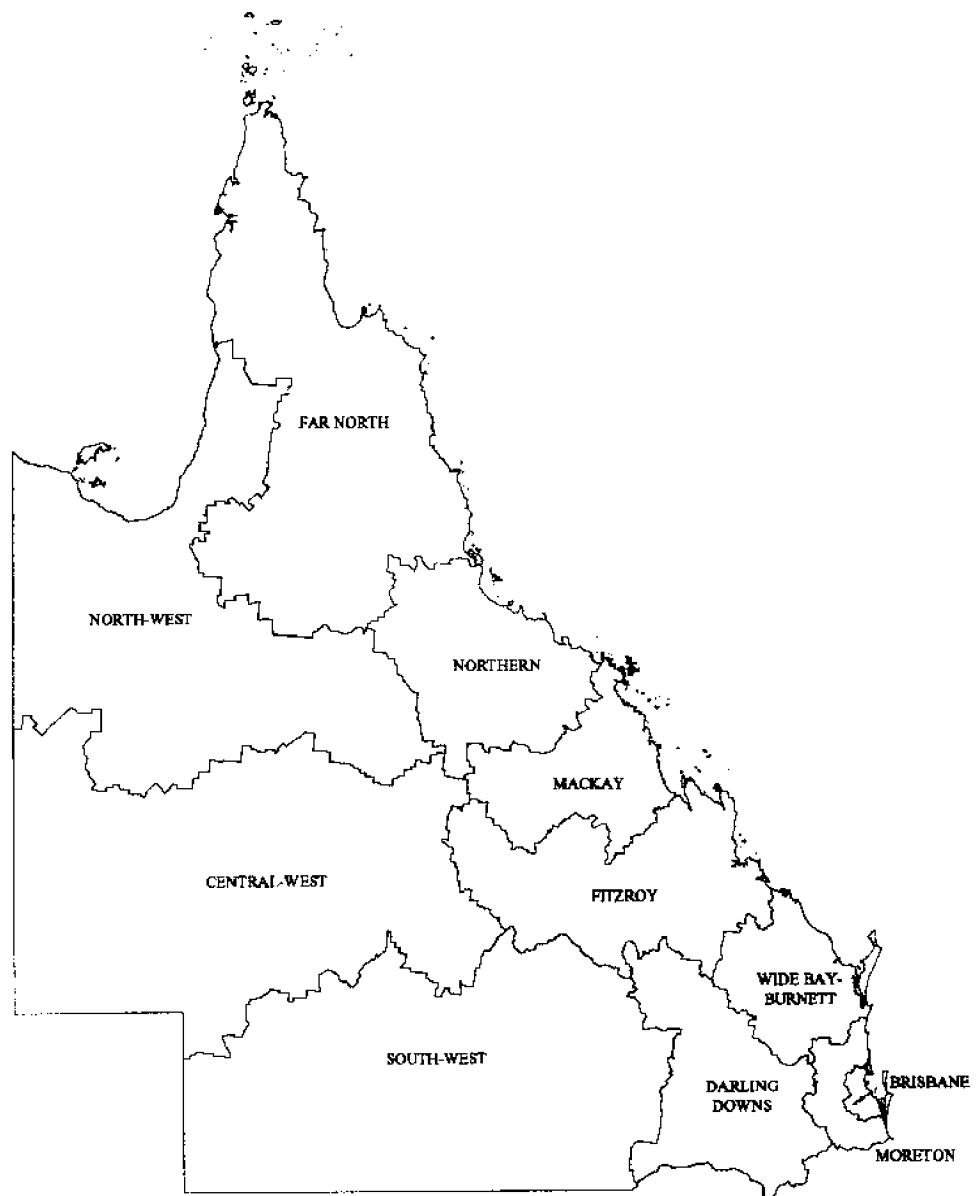 FAR NORTH
NORTH-WEST
NORTHERN
MACKAY
CENTRAL-WEST
FITZROY
WIDE BAY-
BURNETT
SOUTH-WEST
DARLING
DOWNS
BRISBANE
MORETON